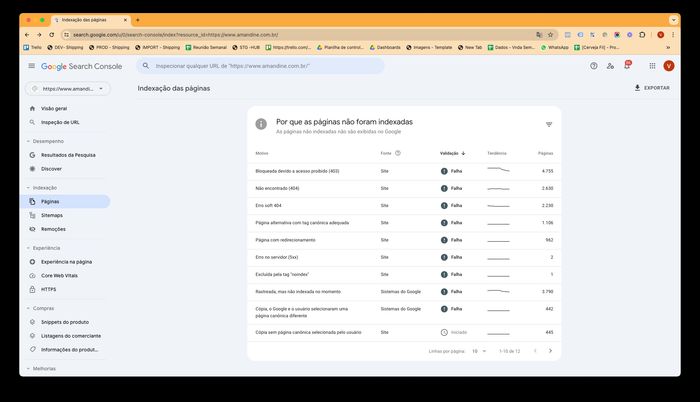 Indexação das páginas
search.google.com/u/0/search-console/index?resource_id=https://www.amandine.com.br/
Trello
DEV- Shipping
PROD - Shipping
IMPORT - Shipping
Reunião Semanal
STG -HUB
https://trello.com/...
Planilha de control...
Dashboards
Imagens - Template
New Tab
Dados - Vnda Sem...
WhatsApp
[Cerveja Fii] - Pro...
Google Search Console
Inspecionar qualquer URL de "https://www.amandine.com.br/"
V
https://www.amandi...
Indexação das páginas
EXPORTAR
Visão geral
Inspeção de URL
Desempenho
Resultados da Pesquisa
Discover
Indexação
Páginas
Sitemaps
Remoções
Experiência
Experiência na página
Core Web Vitals
HTTPS
Compras
Snippets do produto
Listagens do comerciante
Informações do produt...
Melhorias
Por que as páginas não foram indexadas
As páginas não indexadas não são exibidas no Google
Motivo Fonte Validação Tendência Páginas
Bloqueada devido a acesso proibido (403) Site Falha 4.755
Não encontrado (404) Site Falha 2.630
Erro soft 404 Site Falha 2.230
Página alternativa com tag canônica adequada Site Falha 1.106
Página com redirecionamento Site Falha 962
Erro no servidor (5xx) Site Falha 2
Excluída pela tag "noindex" Site Falha 1
Rastreada, mas não indexada no momento Sistemas do Google Falha 3.790
Cópia, o Google e o usuário selecionaram uma página canônica diferente Sistemas do Google Falha 442
Cópia sem página canônica selecionada pelo usuário Site Iniciado 445
Linhas por página: 10 1-10 de 12